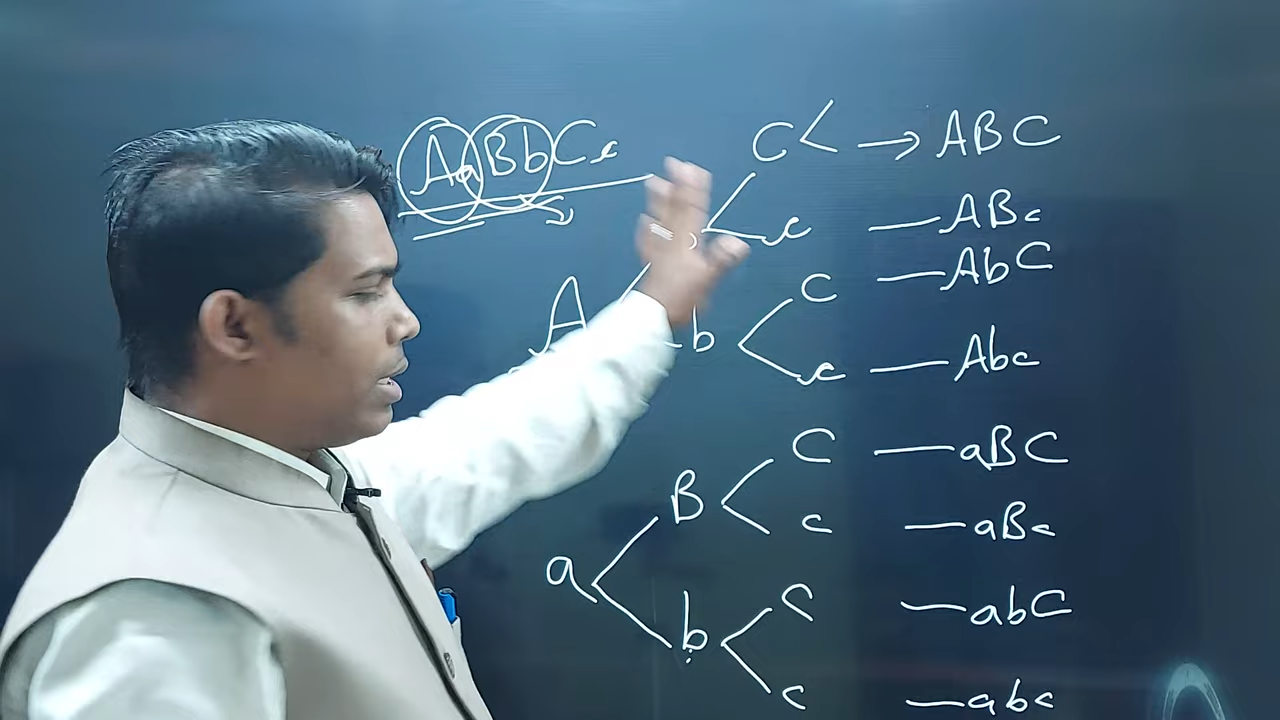 AaBbCc
C → ABC
c — ABc
A C — AbC
b
c — Abc
C — aBC
B
c — aBc
a C — abC
b
c — abc